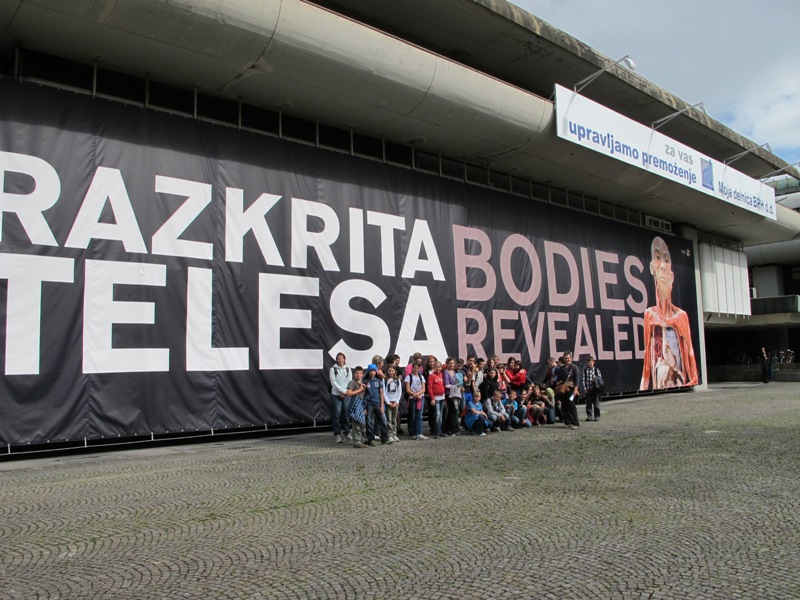 za vas
upravljamo premoženje
Moja delnica BPH d.d.
RAZKRITA
TELESA
BODIES
REVEALED